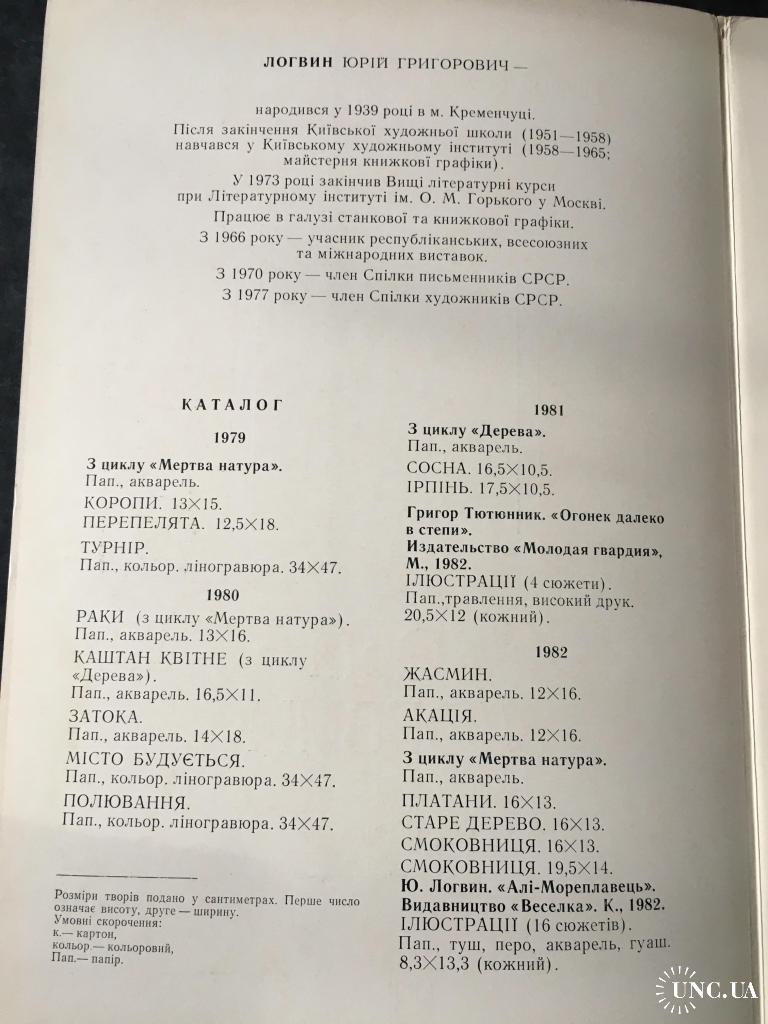 ЛОГВИН ЮРІЙ ГРИГОРОВИЧ —
народився у 1939 році в м. Кременчуці.
Після закінчення Київської художньої школи (1951—1958)
навчався у Київському художньому інституті (1958—1965;
майстерня книжкової графіки).
У 1973 році закінчив Вищі літературні курси
при Літературному інституті ім. О. М. Горького у Москві.
Працює в галузі станкової та книжкової графіки.
З 1966 року — учасник республіканських, всесоюзних
та міжнародних виставок.
З 1970 року — член Спілки письменників СРСР.
З 1977 року — член Спілки художників СРСР.
КАТАЛОГ
1979
З циклу «Мертва натура».
Пап., акварель.
КОРОПИ. 13×15.
ПЕРЕПЕЛЯТА. 12,5×18.
ТУРНІР.
Пап., кольор. ліногравюра. 34×47.
1980
РАКИ (з циклу «Мертва натура»).
Пап., акварель. 13×16.
КАШТАН КВІТНЕ (з циклу
«Дерева»).
Пап., акварель. 16,5×11.
ЗАТОКА.
Пап., акварель. 14×18.
МІСТО БУДУЄТЬСЯ.
Пап., кольор. ліногравюра. 34×47.
ПОЛЮВАННЯ.
Пап., кольор. ліногравюра. 34×47.
Розміри творів подано у сантиметрах. Перше число
означає висоту, друге — ширину.
Умовні скорочення:
к.— картон,
кольор.— кольоровий,
Пап.— папір.
1981
З циклу «Дерева».
Пап., акварель.
СОСНА. 16,5×10,5.
ІРПІНЬ. 17,5×10,5.
Григор Тютюнник. «Огонек далеко
в степи».
Издательство «Молодая гвардия»,
М., 1982.
ІЛЮСТРАЦІЇ (4 сюжети).
Пап.,травлення, високий друк.
20,5×12 (кожний).
1982
ЖАСМИН.
Пап., акварель. 12×16.
АКАЦІЯ.
Пап., акварель. 12×16.
З циклу «Мертва натура».
Пап., акварель.
ПЛАТАНИ. 16×13.
СТАРЕ ДЕРЕВО. 16×13.
СМОКОВНИЦЯ. 16×13.
СМОКОВНИЦЯ. 19,5×14.
Ю. Логвин. «Алі-Мореплавець».
Видавництво «Веселка». К., 1982.
ІЛЮСТРАЦІЇ (16 сюжетів).
Пап., туш, перо, акварель, гуаш.
8,3×13,3 (кожний).
UNC.UA